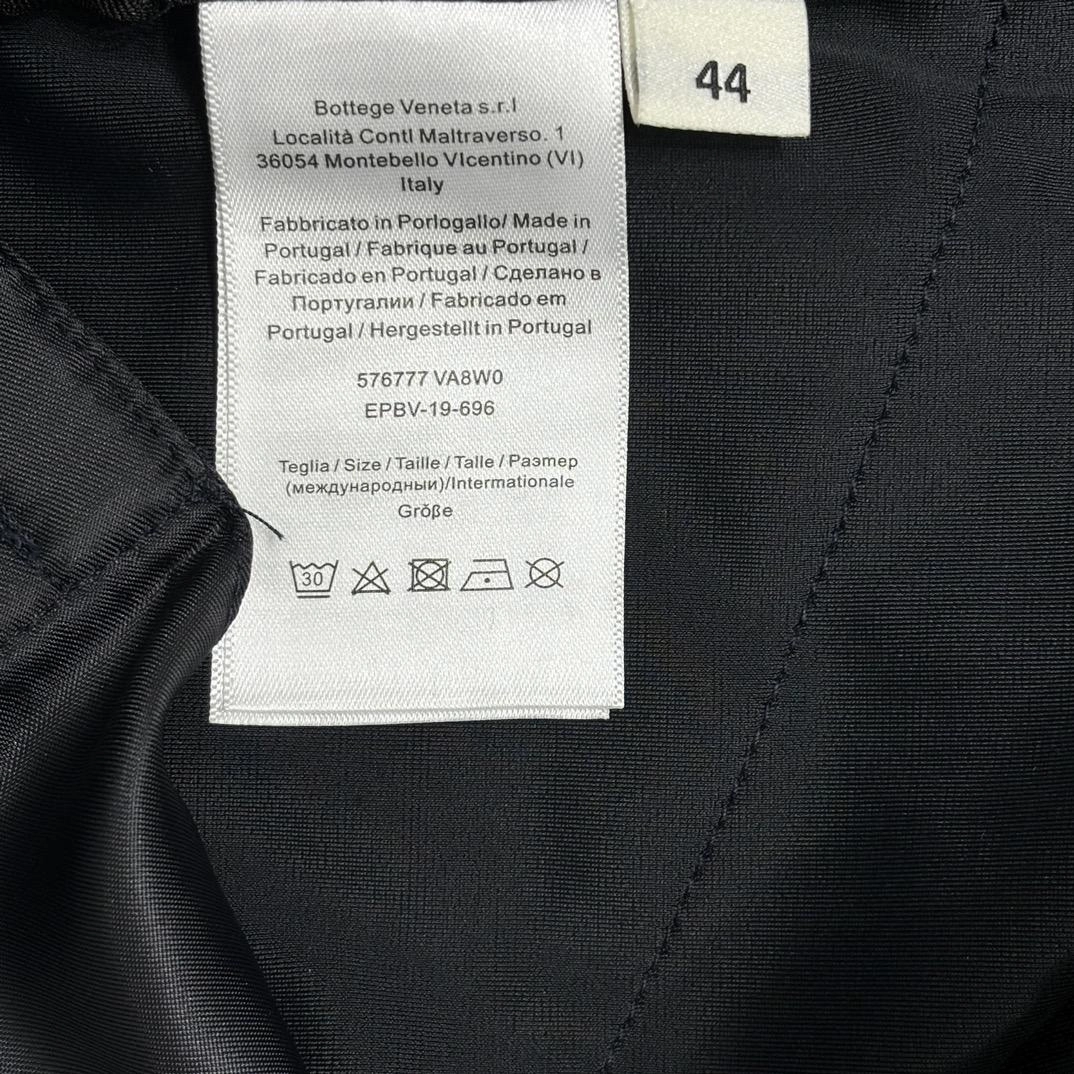 44
Bottege Veneta s.r.l
Località Contl Maltraverso. 1
36054 Montebello VIcentino (VI)
Italy
Fabbricato in Porlogallo/ Made in
Portugal / Fabrique au Portugal /
Fabricado en Portugal / Сделано в
Португалии / Fabricado em
Portugal / Hergestellt in Portugal
576777 VA8W0
EPBV-19-696
Teglia / Size / Taille / Talle / Размер
(международный)/Internationale
Größe
30